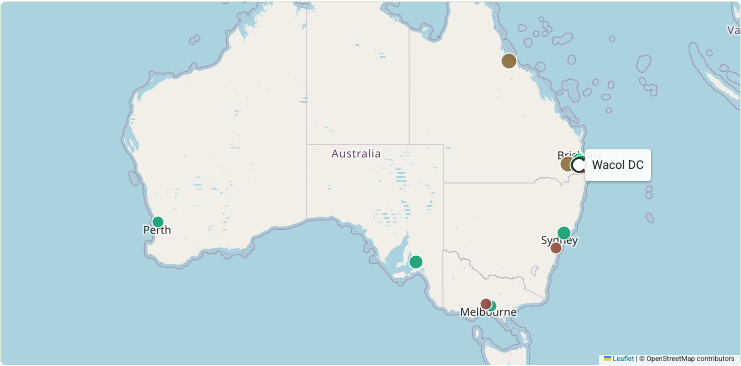 Va
Australia
Bris
Wacol DC
Perth
Sydney
Melbourne
Leaflet | © OpenStreetMap contributors